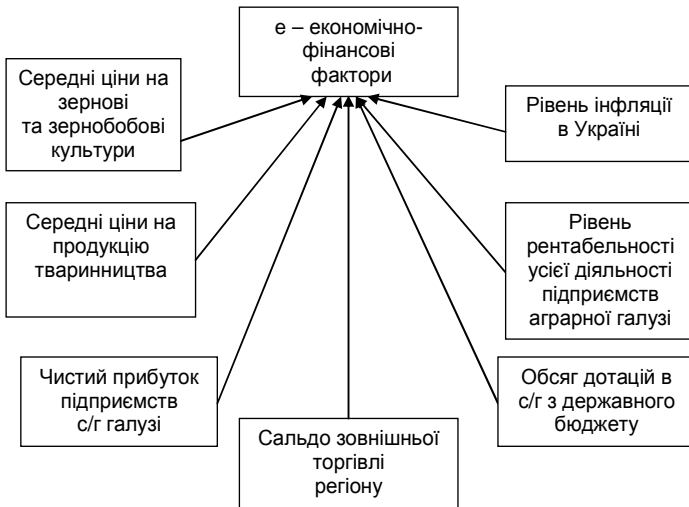 е – економічно-
фінансові
фактори
Середні ціни на
зернові
та зернобобові
культури
Рівень інфляції
в Україні
Середні ціни на
продукцію
тваринництва
Рівень
рентабельності
усієї діяльності
підприємств
аграрної галузі
Чистий прибуток
підприємств
с/г галузі
Обсяг дотацій в
с/г з державного
бюджету
Сальдо зовнішньої
торгівлі
регіону